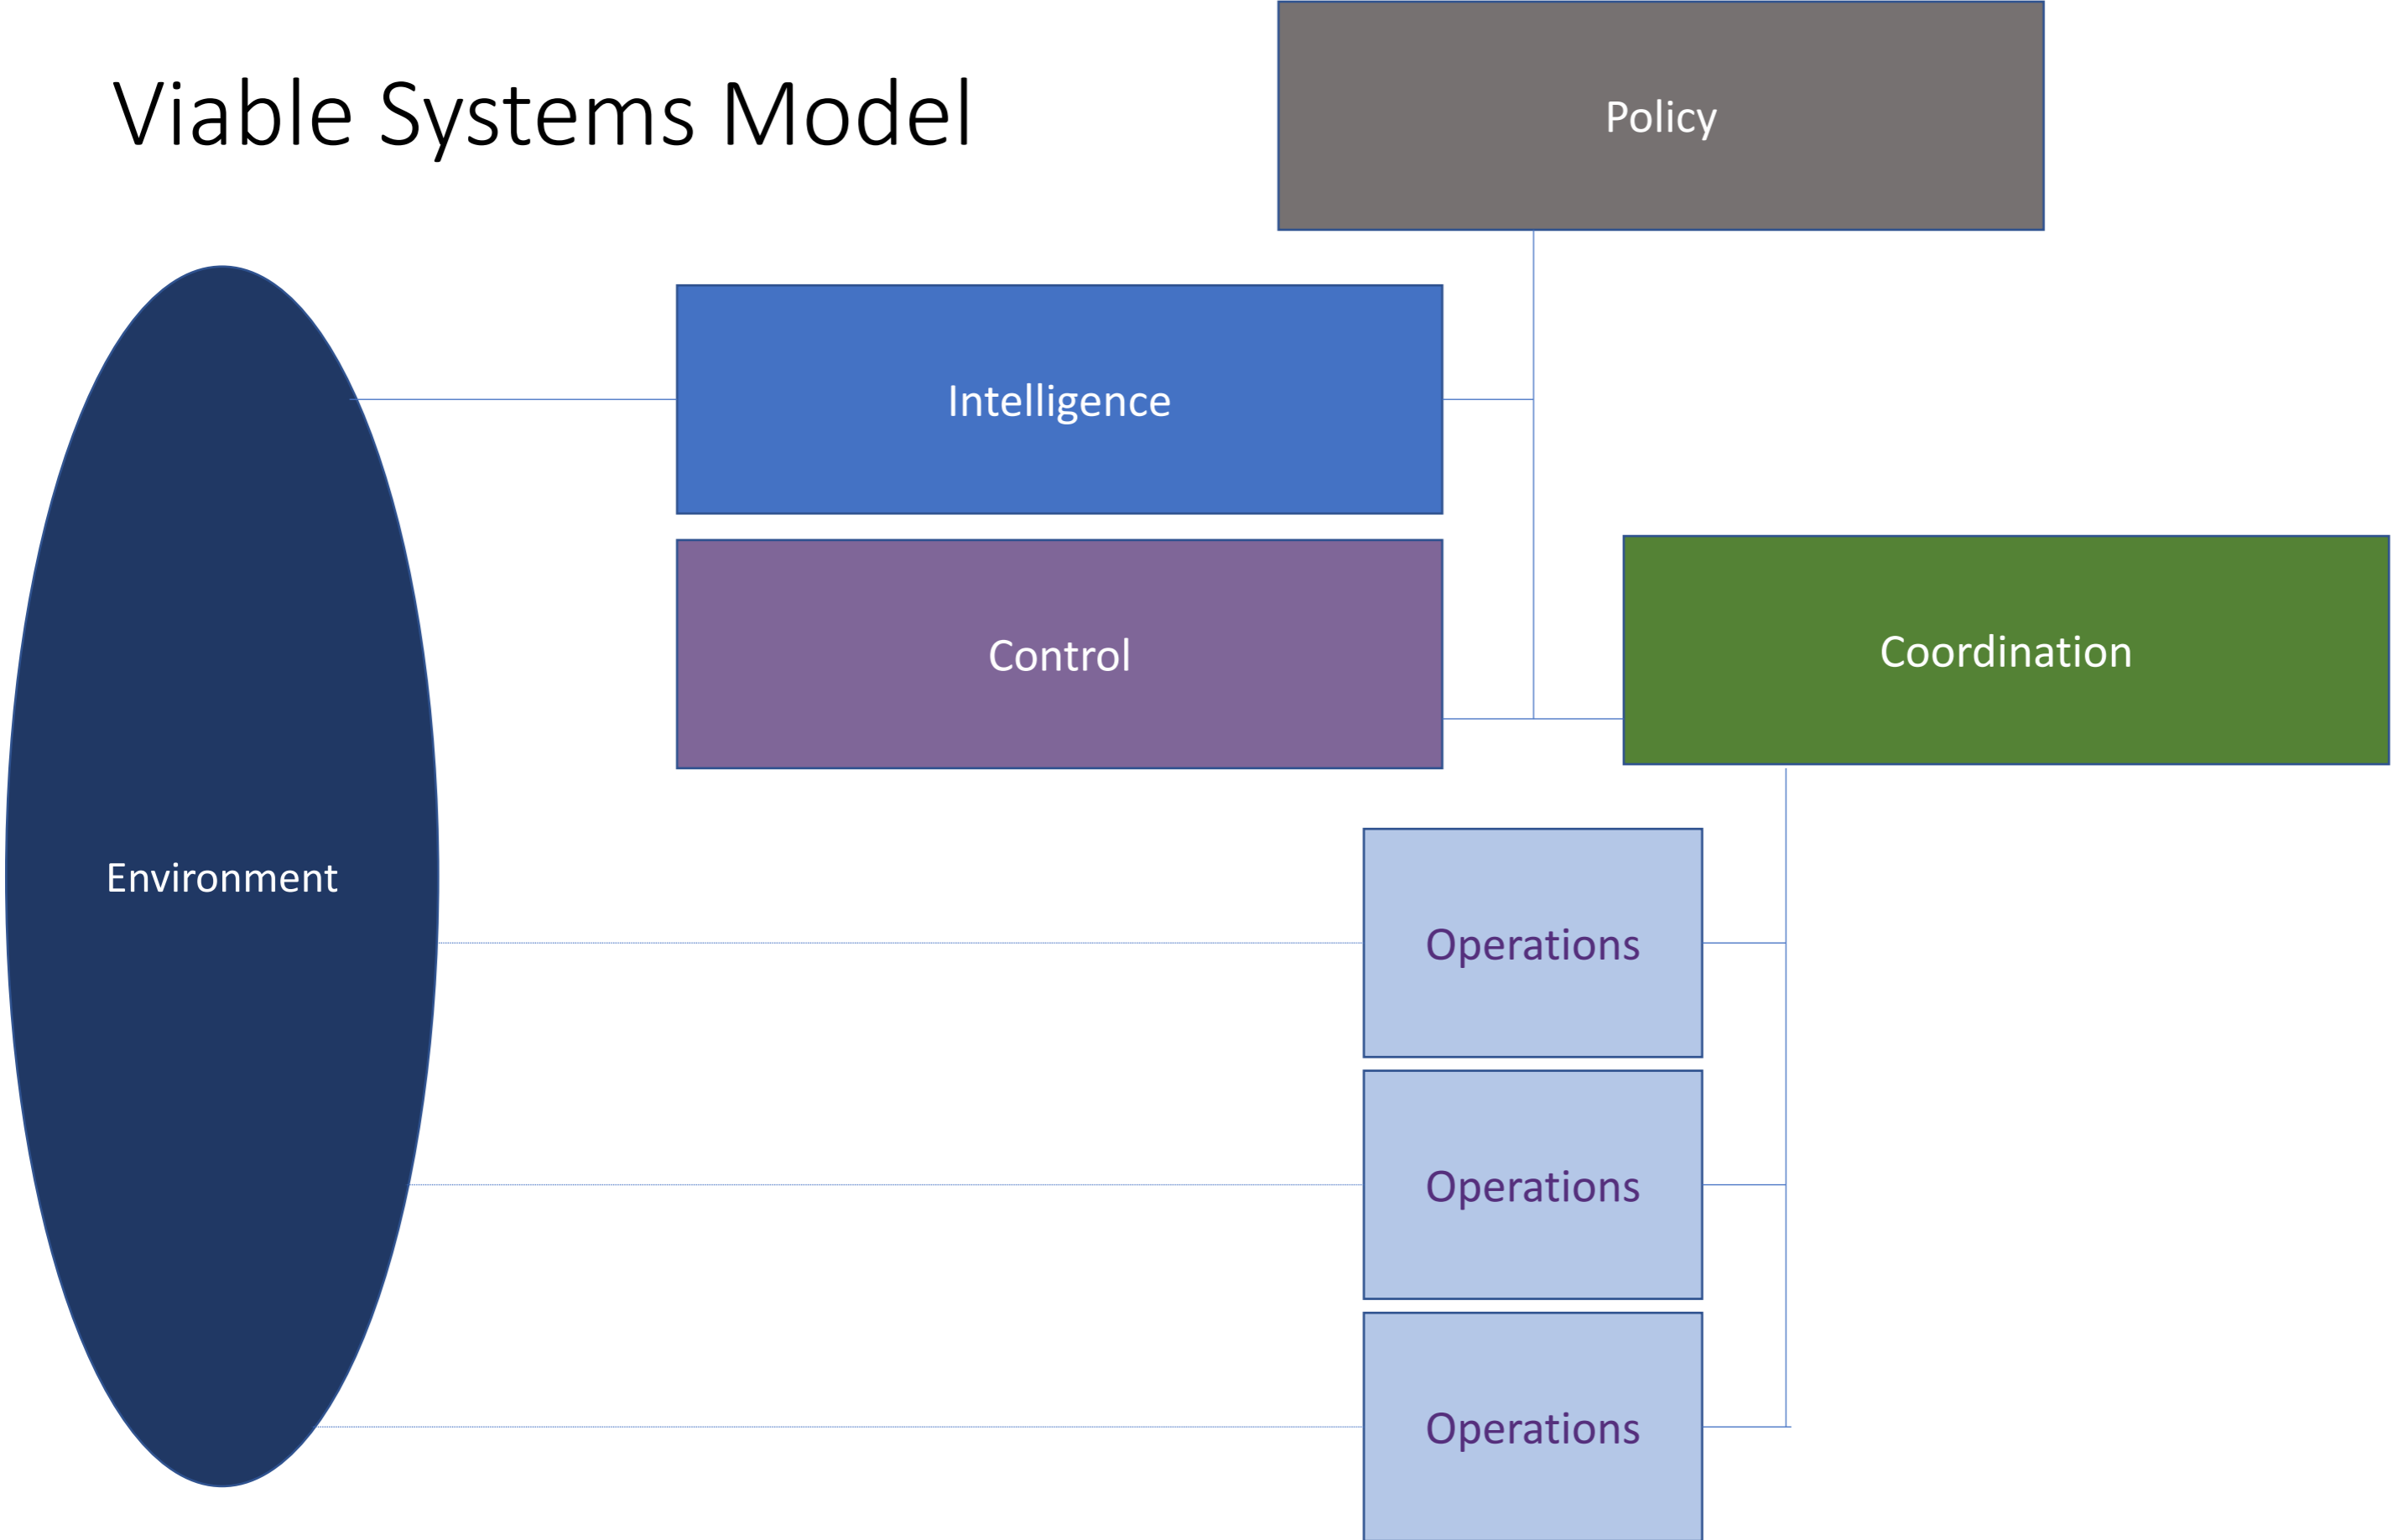 Viable Systems Model
Policy
Intelligence
Control
Coordination
Environment
Operations
Operations
Operations